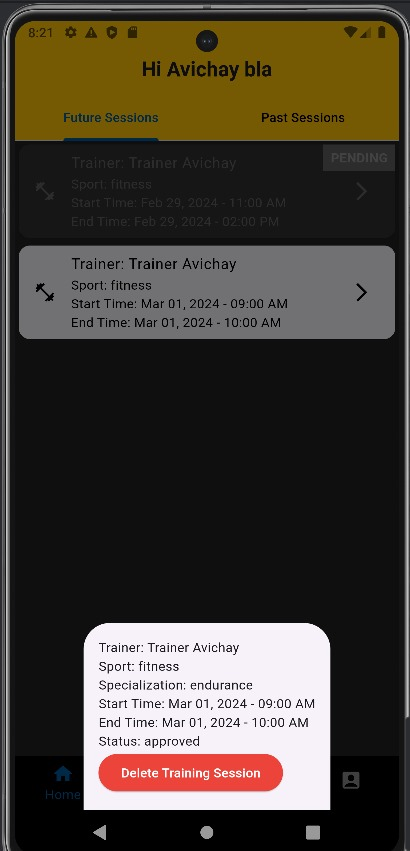 8:21
Hi Avichay bla
Future Sessions
Past Sessions
Trainer: Trainer Avichay
PENDING
Sport: fitness
Start Time: Feb 29, 2024 - 11:00 AM
End Time: Feb 29, 2024 - 02:00 PM
Trainer: Trainer Avichay
Sport: fitness
Start Time: Mar 01, 2024 - 09:00 AM
End Time: Mar 01, 2024 - 10:00 AM
Trainer: Trainer Avichay
Sport: fitness
Specialization: endurance
Start Time: Mar 01, 2024 - 09:00 AM
End Time: Mar 01, 2024 - 10:00 AM
Status: approved
Delete Training Session
Home